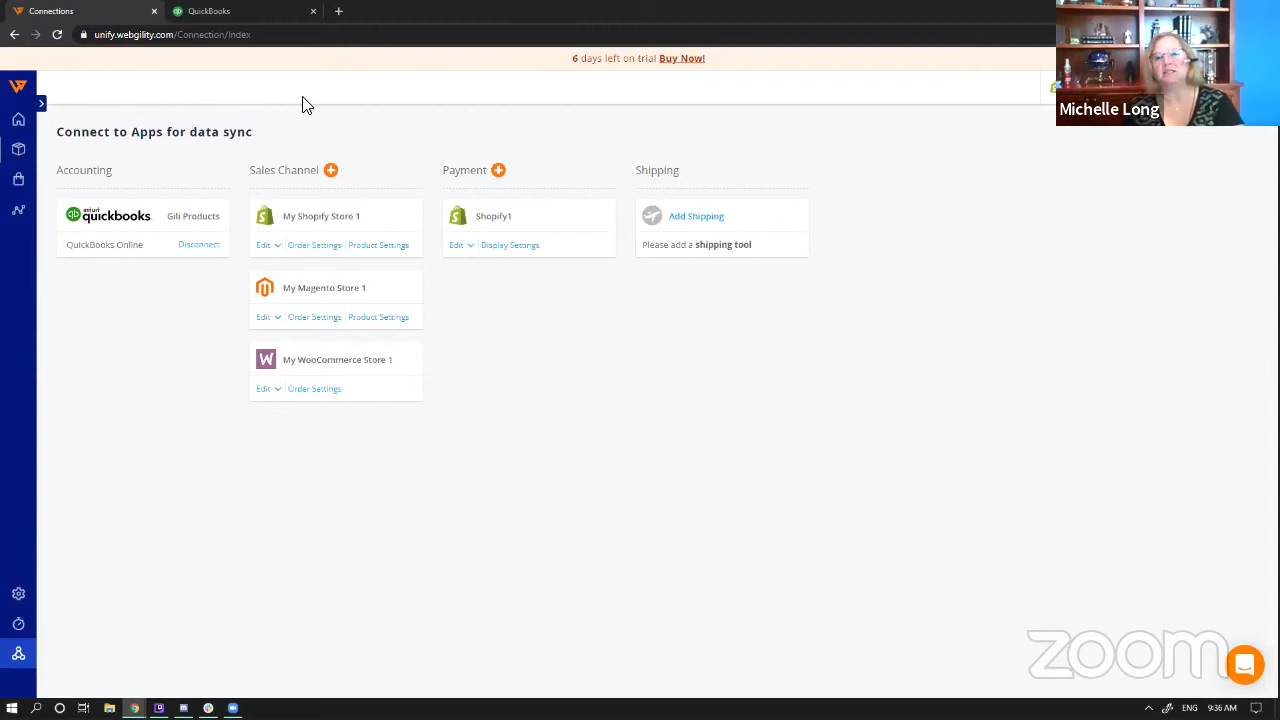 Connections
QuickBooks
unify.webgility.com/Connection/Index
6 days left on trial Buy Now!
Michelle Long
Connect to Apps for data sync
Accounting
Sales Channel
Payment
Shipping
intuit
quickbooks.
Gili Products
QuickBooks Online
Disconnect
My Shopify Store 1
Edit
Order Settings
Product Settings
My Magento Store 1
Edit
Order Settings
Product Settings
My WooCommerce Store 1
Edit
Order Settings
Shopify1
Edit
Display Settings
Add Shipping
Please add a shipping tool
zoom
ENG
9:36 AM